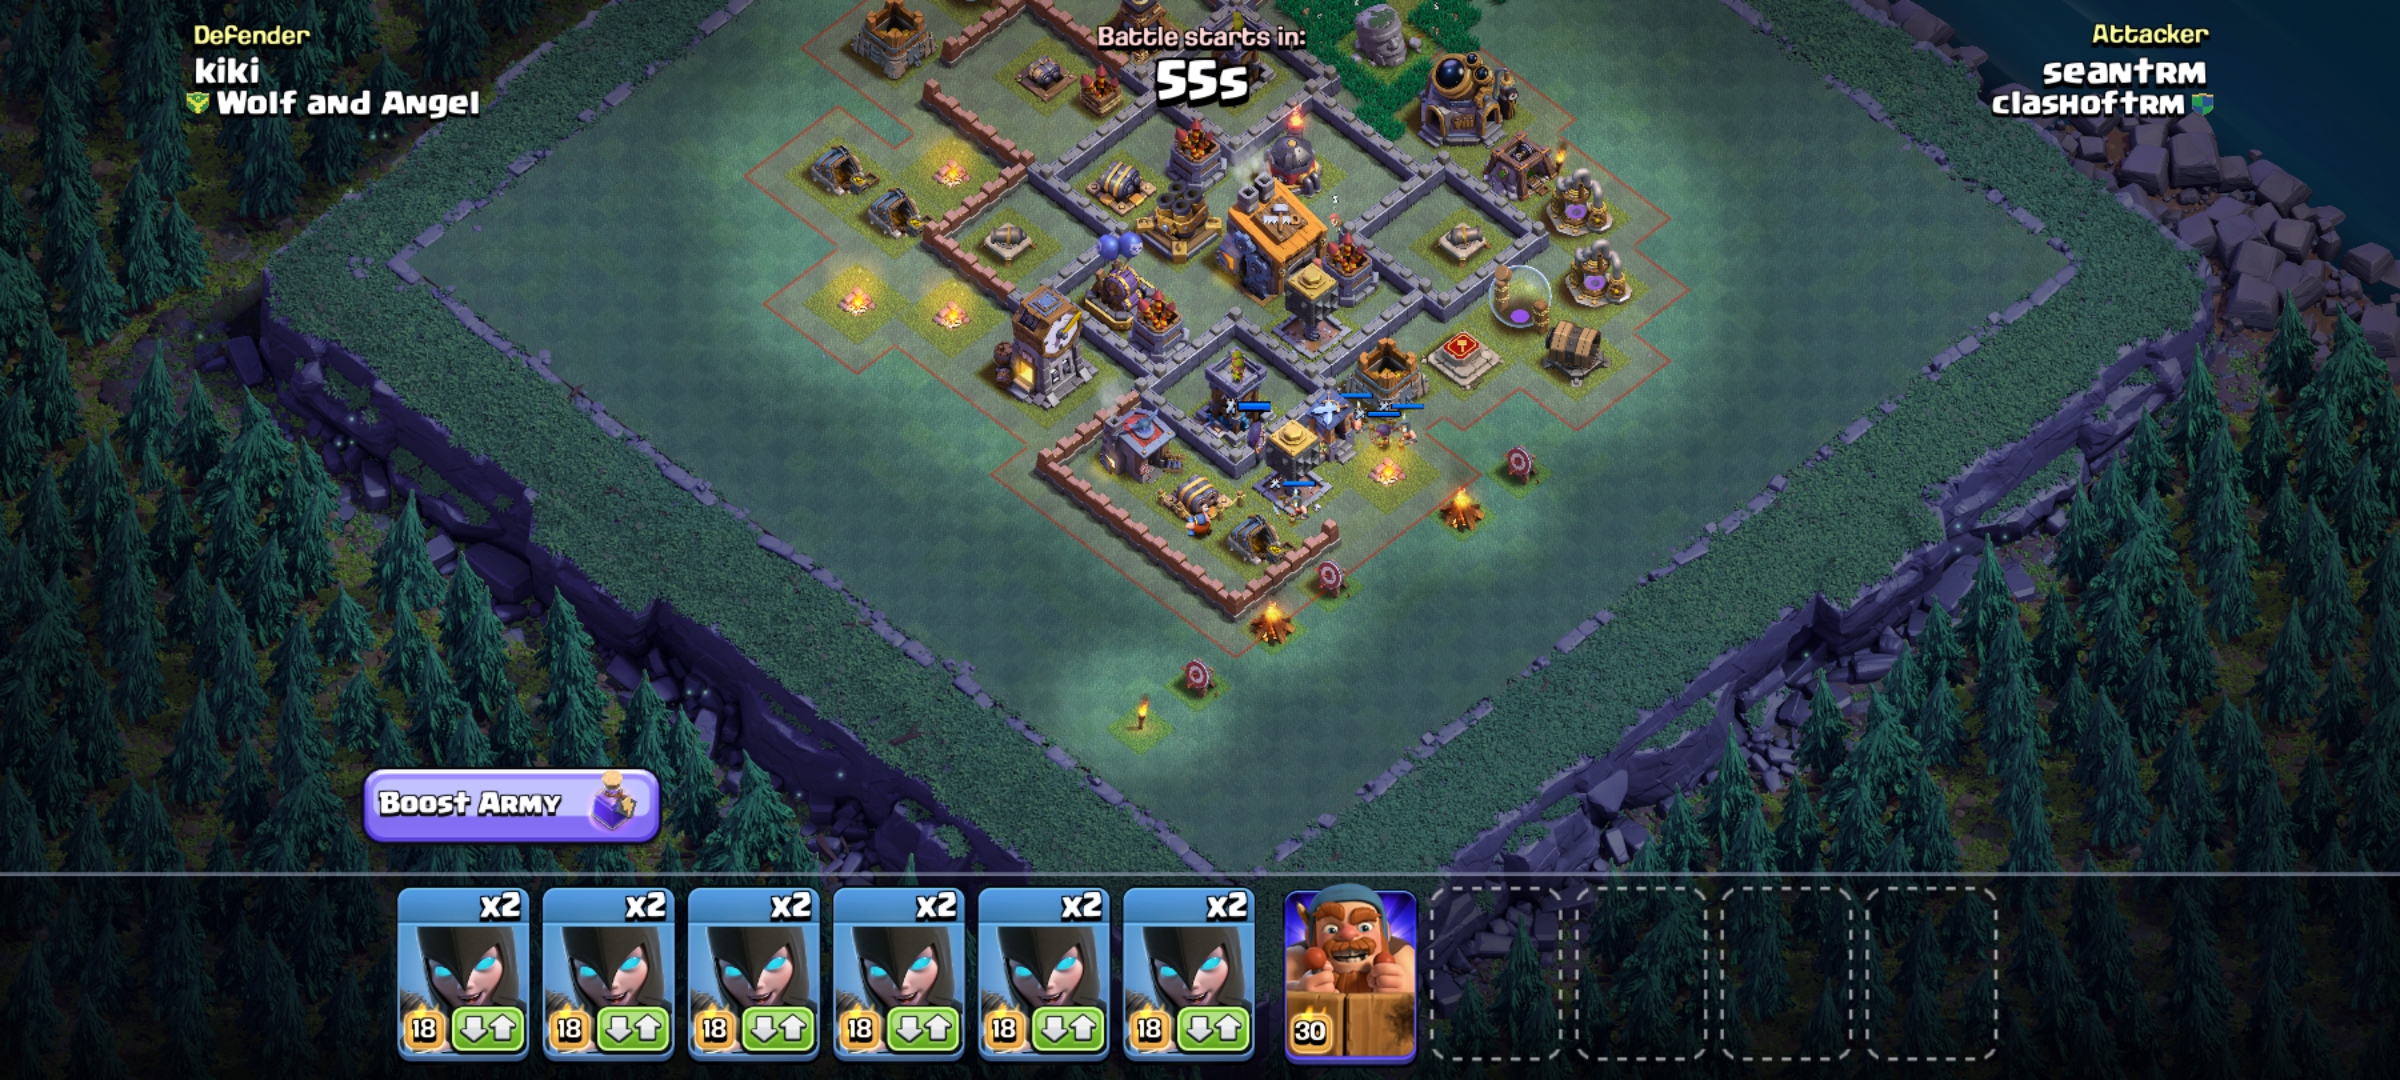 Defender
kiki
Wolf and Angel
Battle starts in:
55s
Attacker
seantRM
clashoftRM
Boost Army
x2
x2
x2
x2
x2
x2
18
18
18
18
18
18
30